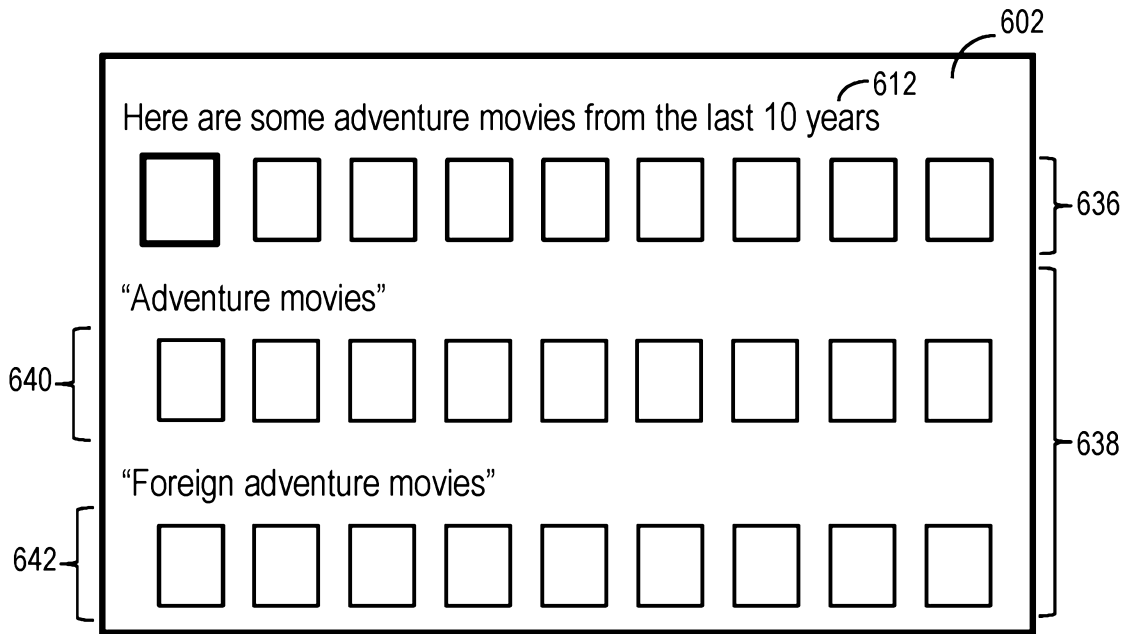 602
612
Here are some adventure movies from the last 10 years
636
“Adventure movies”
640
638
“Foreign adventure movies”
642